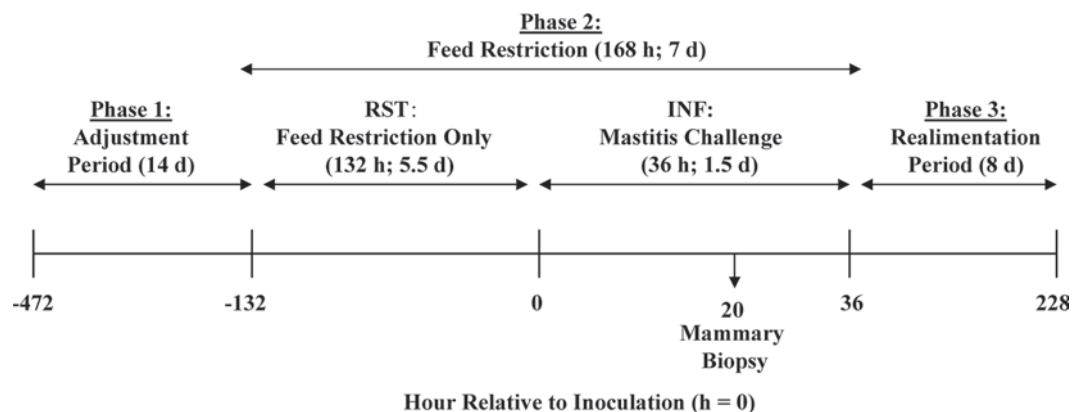 Phase 2:
Feed Restriction (168 h; 7 d)
Phase 1:
Adjustment
Period (14 d)
RST:
Feed Restriction Only
(132 h; 5.5 d)
INF:
Mastitis Challenge
(36 h; 1.5 d)
Phase 3:
Realimentation
Period (8 d)
-472
-132
0
20
36
228
Mammary
Biopsy
Hour Relative to Inoculation (h = 0)